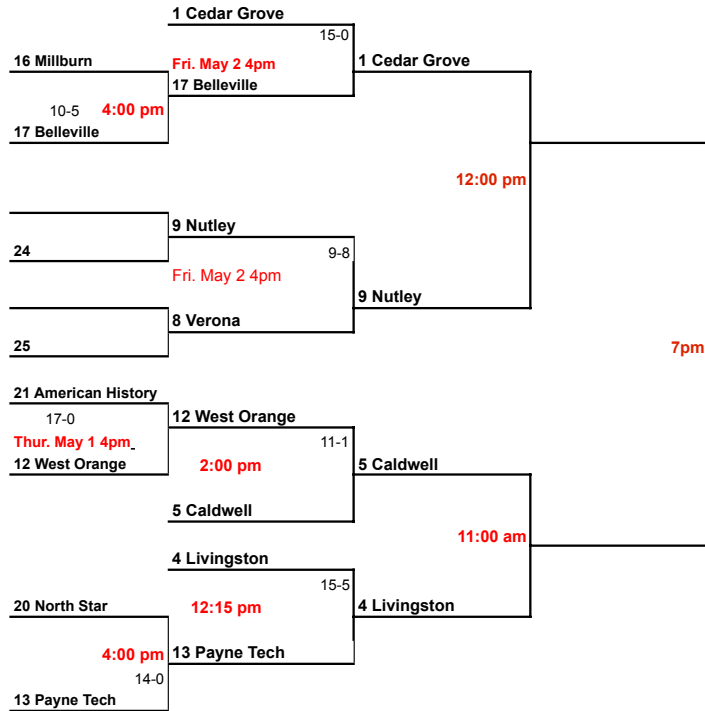 1 Cedar Grove
15-0
16 Millburn
Fri. May 2 4pm
1 Cedar Grove
17 Belleville
10-5 4:00 pm
17 Belleville
12:00 pm
9 Nutley
24
9-8
Fri. May 2 4pm
9 Nutley
8 Verona
25
7pm
21 American History
17-0
12 West Orange
Thur. May 1 4pm_
11-1
12 West Orange
2:00 pm
5 Caldwell
5 Caldwell
11:00 am
4 Livingston
15-5
20 North Star
12:15 pm
4 Livingston
4:00 pm
13 Payne Tech
14-0
13 Payne Tech